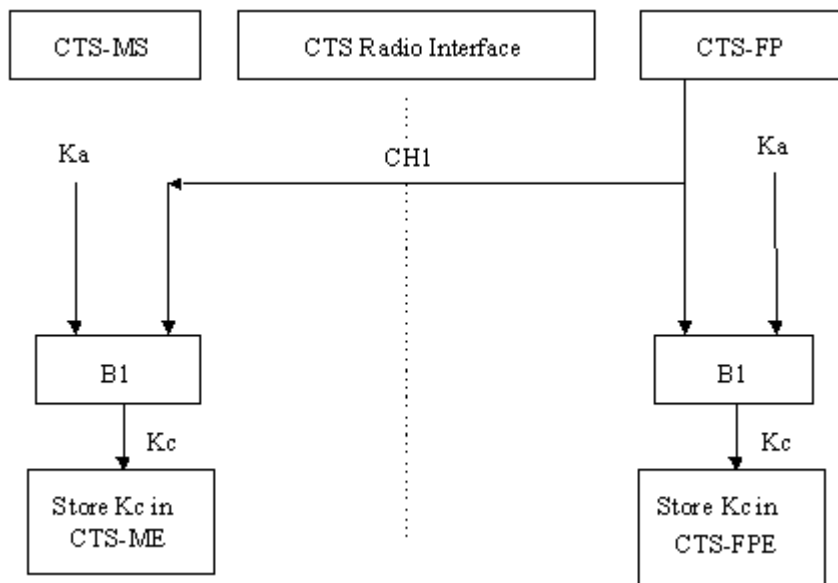 CTS-MS
CTS Radio Interface
CTS-FP
Ka
CH1
Ka
B1
B1
Kc
Kc
Store Kc in
CTS-ME
Store Kc in
CTS-FPE